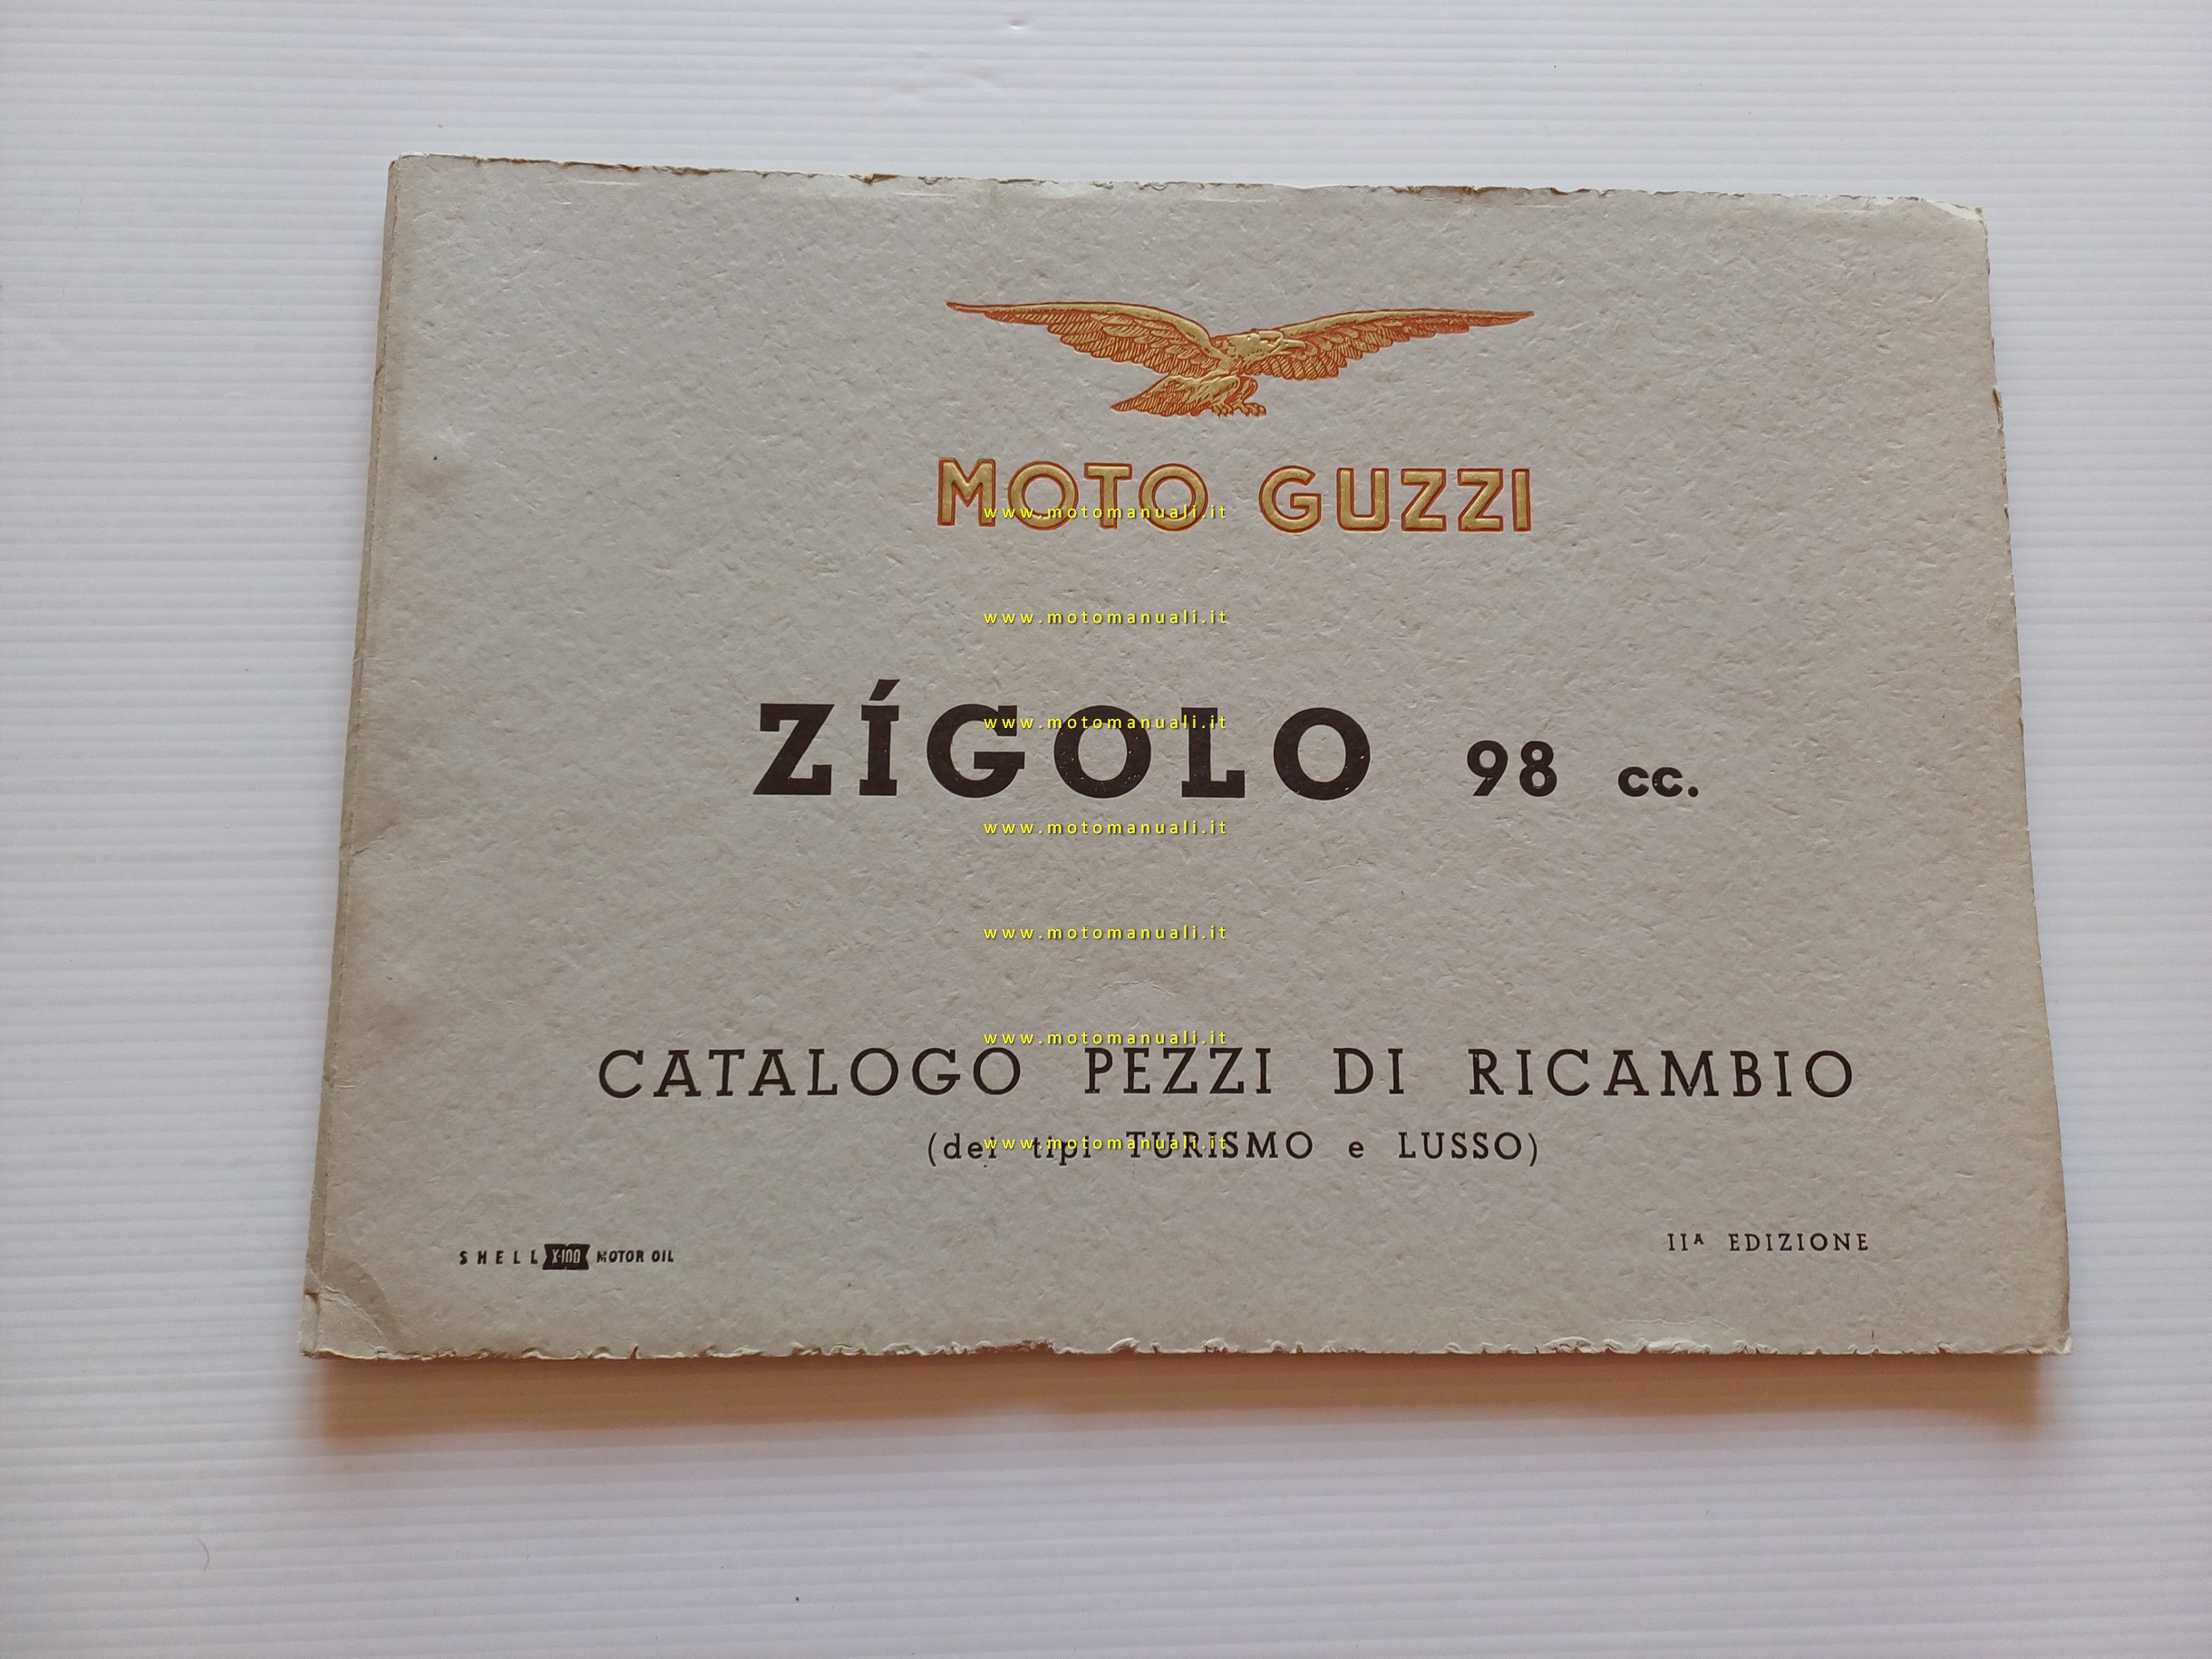 MOTO GUZZI
www.motomanuali.it
www.motomanuali.it
ZÍGOLO 98 cc.
www.motomanuali.it
www.motomanuali.it
www.motomanuali.it
www.motomanuali.it
CATALOGO PEZZI DI RICAMBIO
(dei tipi TURISMO e LUSSO)
www.motomanuali.it
IIA EDIZIONE
SHELL X-100 MOTOR OIL